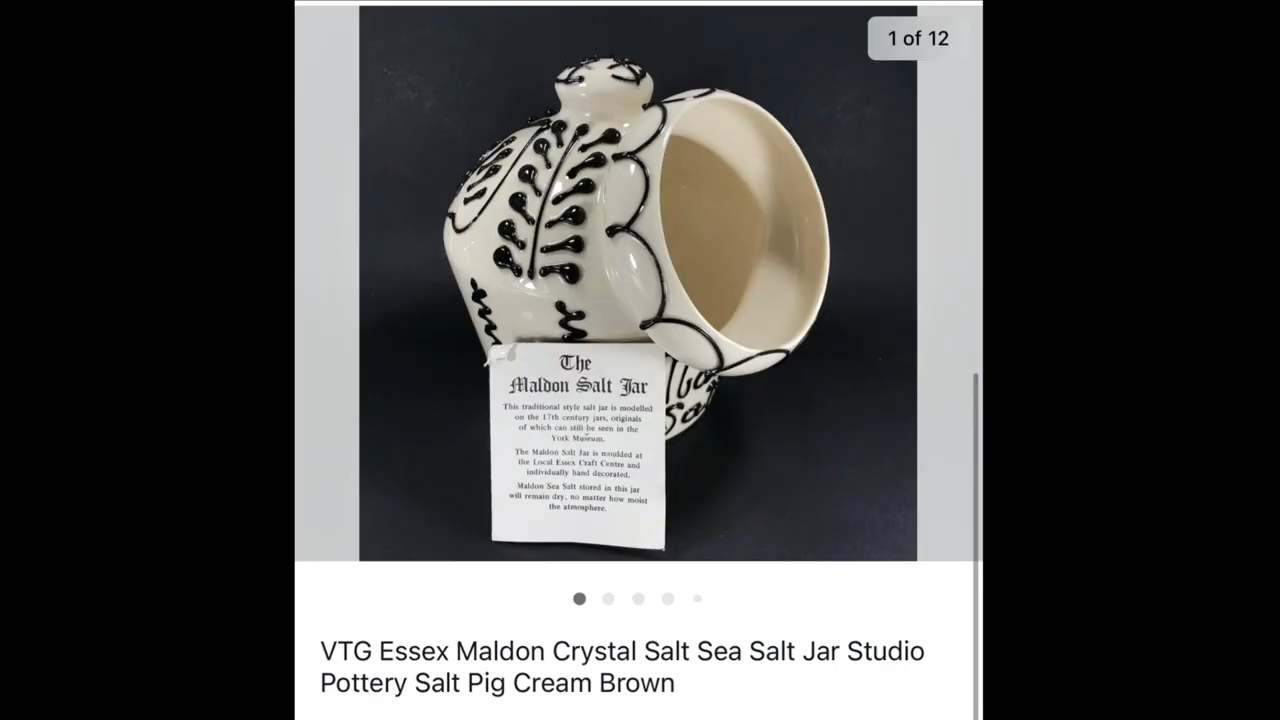 1 of 12
The
Maldon Salt Jar
This traditional style salt jar is modelled
on the 17th century jars, originals
of which can still be seen in the
York Museum.
The Maldon Salt Jar is moulded at
the Local Essex Craft Centre and
individually hand decorated.
Maldon Sea Salt stored in this jar
will remain dry, no matter how moist
the atmosphere.
VTG Essex Maldon Crystal Salt Sea Salt Jar Studio
Pottery Salt Pig Cream Brown